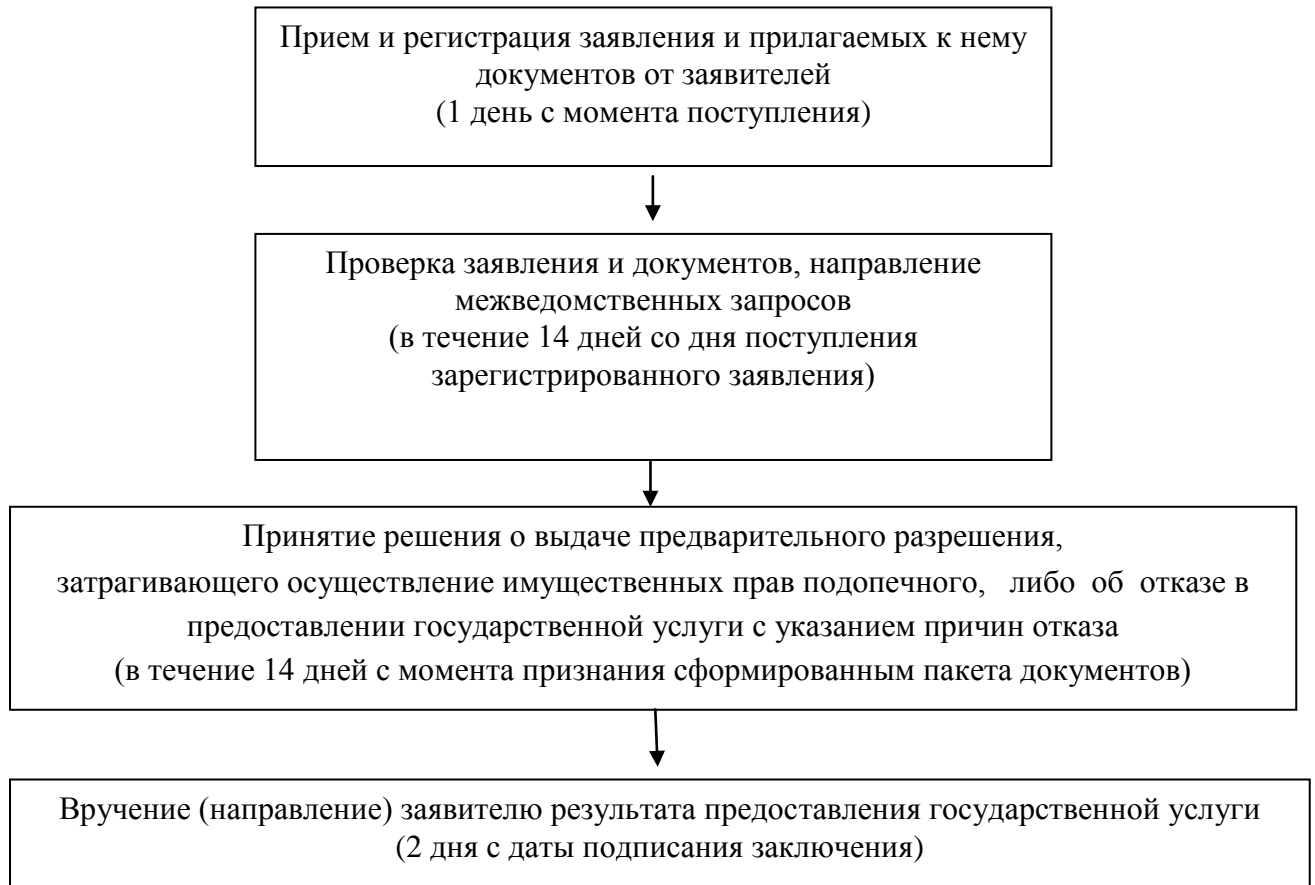 Прием и регистрация заявления и прилагаемых к нему
документов от заявителей
(1 день с момента поступления)
Проверка заявления и документов, направление
межведомственных запросов
(в течение 14 дней со дня поступления
зарегистрированного заявления)
Принятие решения о выдаче предварительного разрешения,
затрагивающего осуществление имущественных прав подопечного, либо об отказе в
предоставлении государственной услуги с указанием причин отказа
(в течение 14 дней с момента признания сформированным пакета документов)
Вручение (направление) заявителю результата предоставления государственной услуги
(2 дня с даты подписания заключения)